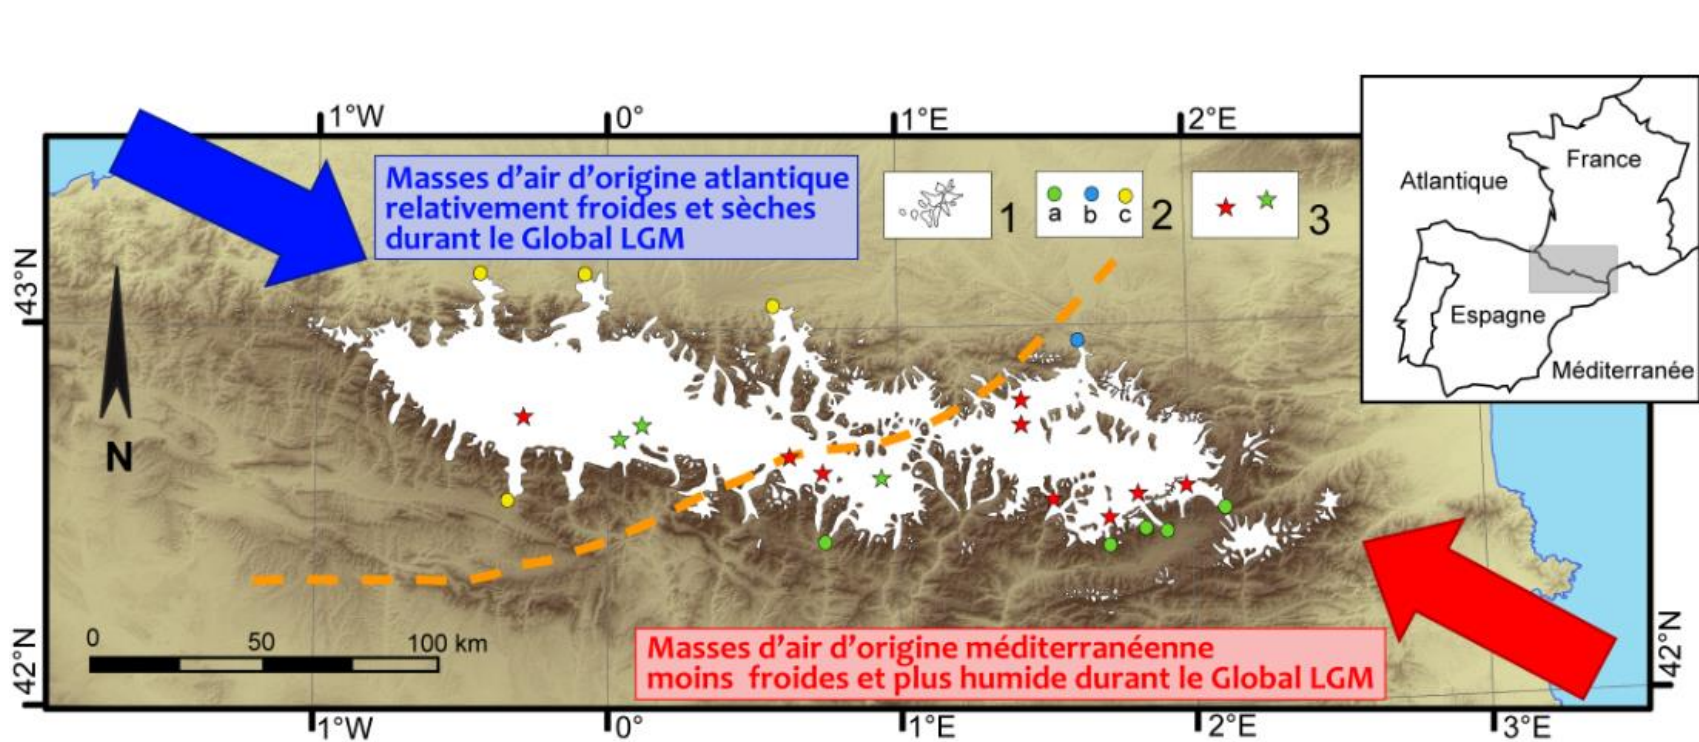 1°W
0°
1°E
2°E
Masses d'air d'origine atlantique
relativement froides et sèches
durant le Global LGM
1
a b c
2
3
France
Atlantique
Espagne
Méditerranée
43°N
N
0 50 100 km
Masses d'air d'origine méditerranéenne
moins froides et plus humide durant le Global LGM
42°N
42°N
1°W
0°
1°E
2°E
3°E